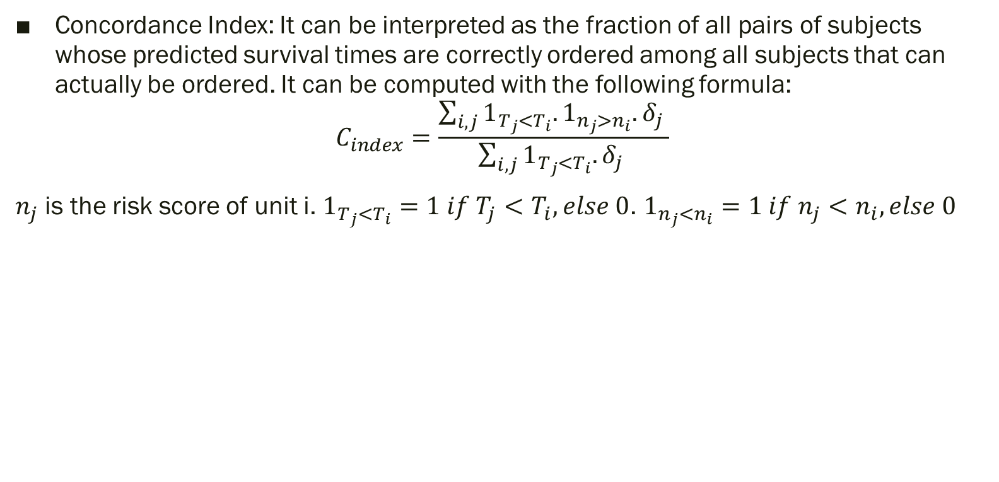 ■ Concordance Index: It can be interpreted as the fraction of all pairs of subjects
whose predicted survival times are correctly ordered among all subjects that can
actually be ordered. It can be computed with the following formula:
$C_{index} = \frac{\sum_{i,j} 1_{T_j<T_i} . 1_{n_j>n_i} . \delta_j}{\sum_{i,j} 1_{T_j<T_i} . \delta_j}$
$n_j$ is the risk score of unit i. $1_{T_j<T_i} = 1\ if\ T_j < T_i, else\ 0.\ 1_{n_j<n_i} = 1\ if\ n_j < n_i, else\ 0$